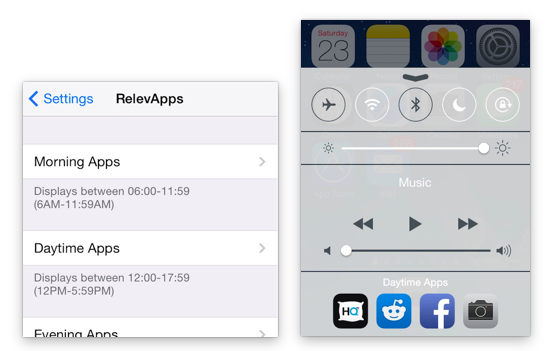 Settings
RelevApps
Morning Apps
Displays between 06:00-11:59
(6AM-11:59AM)
Daytime Apps
Displays between 12:00-17:59
(12PM-5:59PM)
Evening Apps
Saturday
23
Music
Daytime Apps